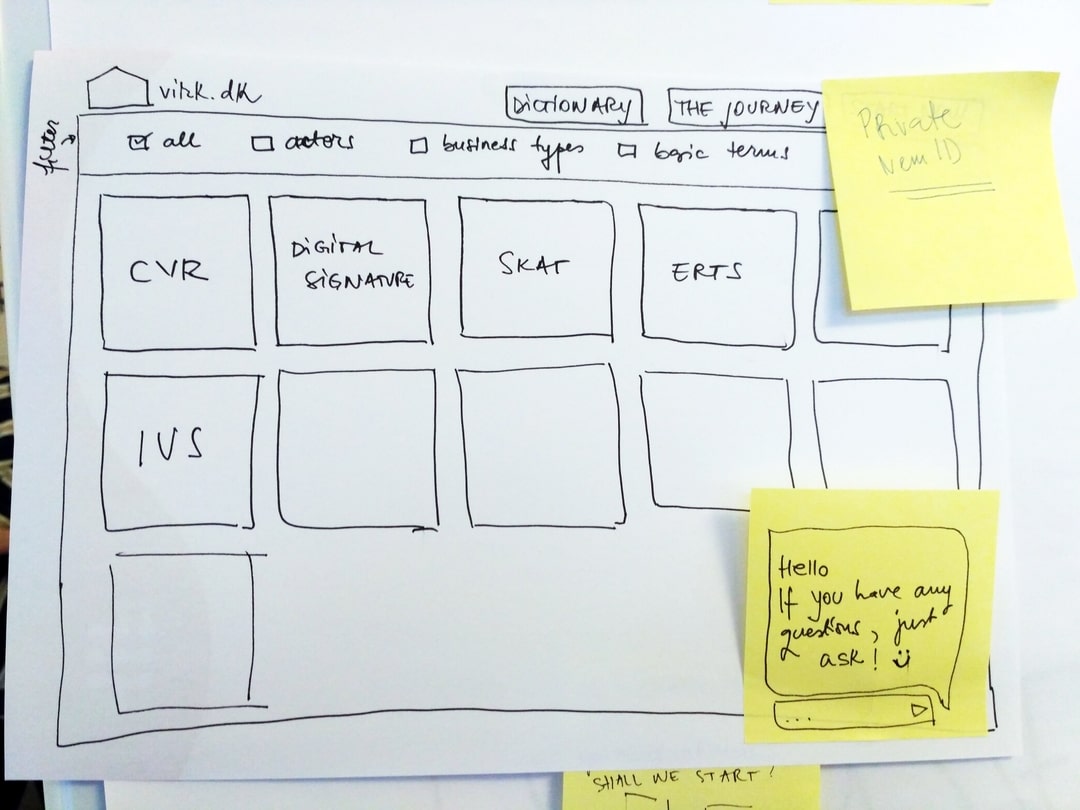 virk.dk
DICTIONARY
THE JOURNEY
Private
Nem ID
filter
all
actors
business types
basic terms
CVR
DIGITAL
SIGNATURE
SKAT
ERTS
IVS
Hello
If you have any
questions, just
ask! :)
...
"SHALL WE START?